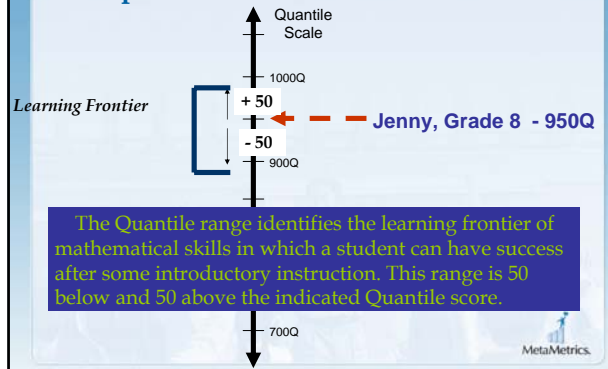 Quantile
Scale
1000Q
Learning Frontier
+ 50
Jenny, Grade 8 - 950Q
- 50
900Q
The Quantile range identifies the learning frontier of
mathematical skills in which a student can have success
after some introductory instruction. This range is 50
below and 50 above the indicated Quantile score.
700Q
MetaMetrics.